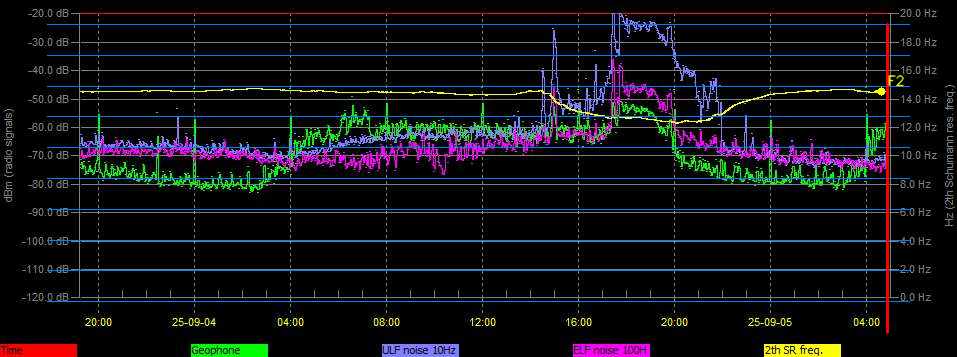 -20.0 dB 20.0 Hz
-30.0 dB 18.0 Hz
-40.0 dB 16.0 Hz
F2
-50.0 dB 14.0 Hz
-60.0 dB 12.0 Hz
-70.0 dB 10.0 Hz
-80.0 dB 8.0 Hz
-90.0 dB 6.0 Hz
-100.0 dB 4.0 Hz
-110.0 dB 2.0 Hz
-120.0 dB 0.0 Hz
dBm (radio signals)
Hz (2th Schumann res. freq.)
20:00 25-09-04 04:00 08:00 12:00 16:00 20:00 25-09-05 04:00
Time Geophone ULF noise 10Hz ELF noise 100H 2th SR freq.